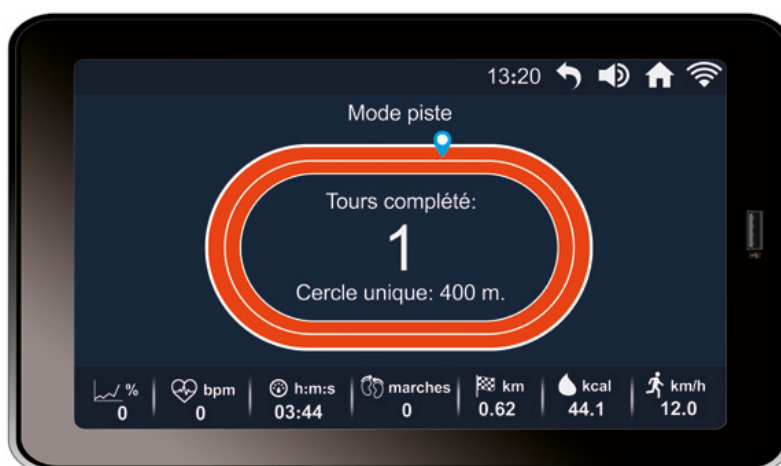 13:20
Mode piste
Tours complété:
1
Cercle unique: 400 m.
% bpm h:m:s marches km kcal km/h
0 0 03:44 0 0.62 44.1 12.0